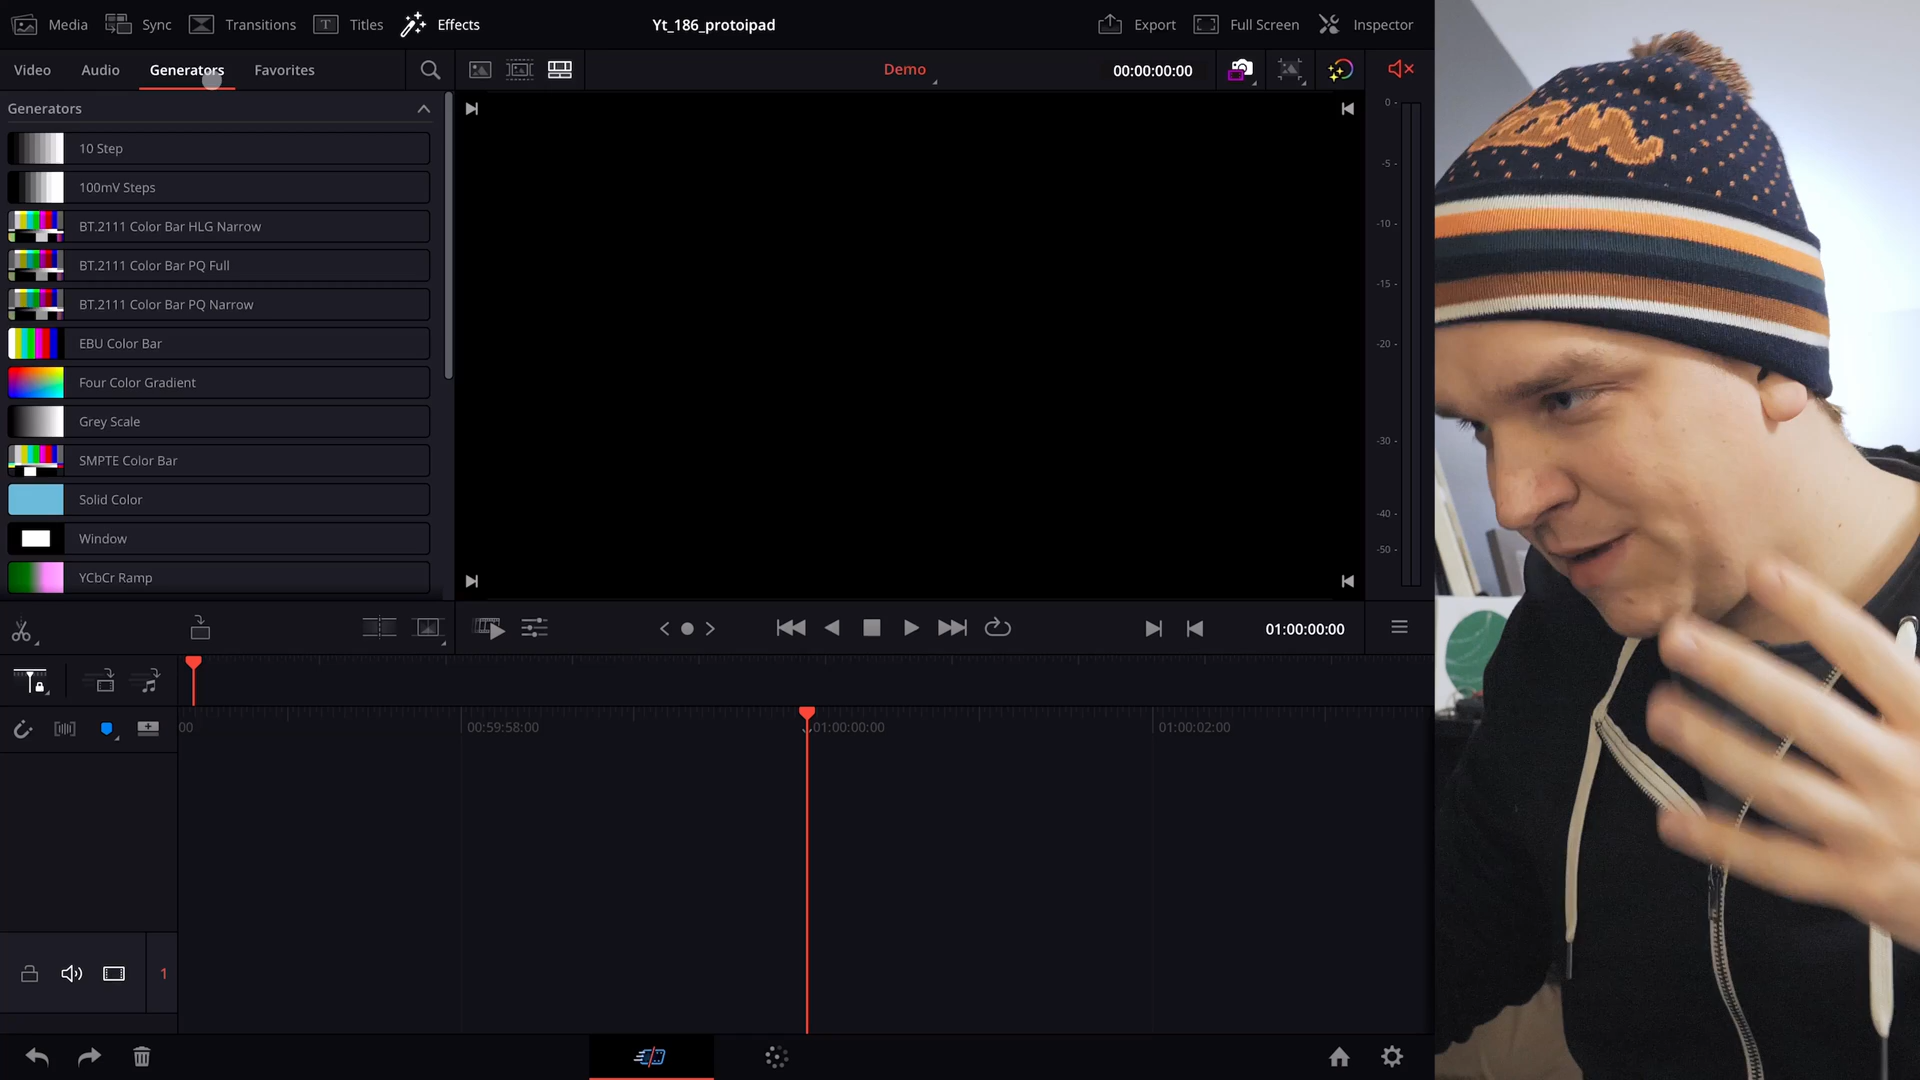 Media
Sync
Transitions
Titles
Effects
Yt_186_protoipad
Export
Full Screen
Inspector
Video
Audio
Generators
Favorites
Demo
00:00:00:00
Generators
10 Step
100mV Steps
BT.2111 Color Bar HLG Narrow
BT.2111 Color Bar PQ Full
BT.2111 Color Bar PQ Narrow
EBU Color Bar
Four Color Gradient
Grey Scale
SMPTE Color Bar
Solid Color
Window
YCbCr Ramp
0
-5
-10
-15
-20
-30
-40
-50
01:00:00:00
00
00:59:58:00
01:00:00:00
01:00:02:00
1